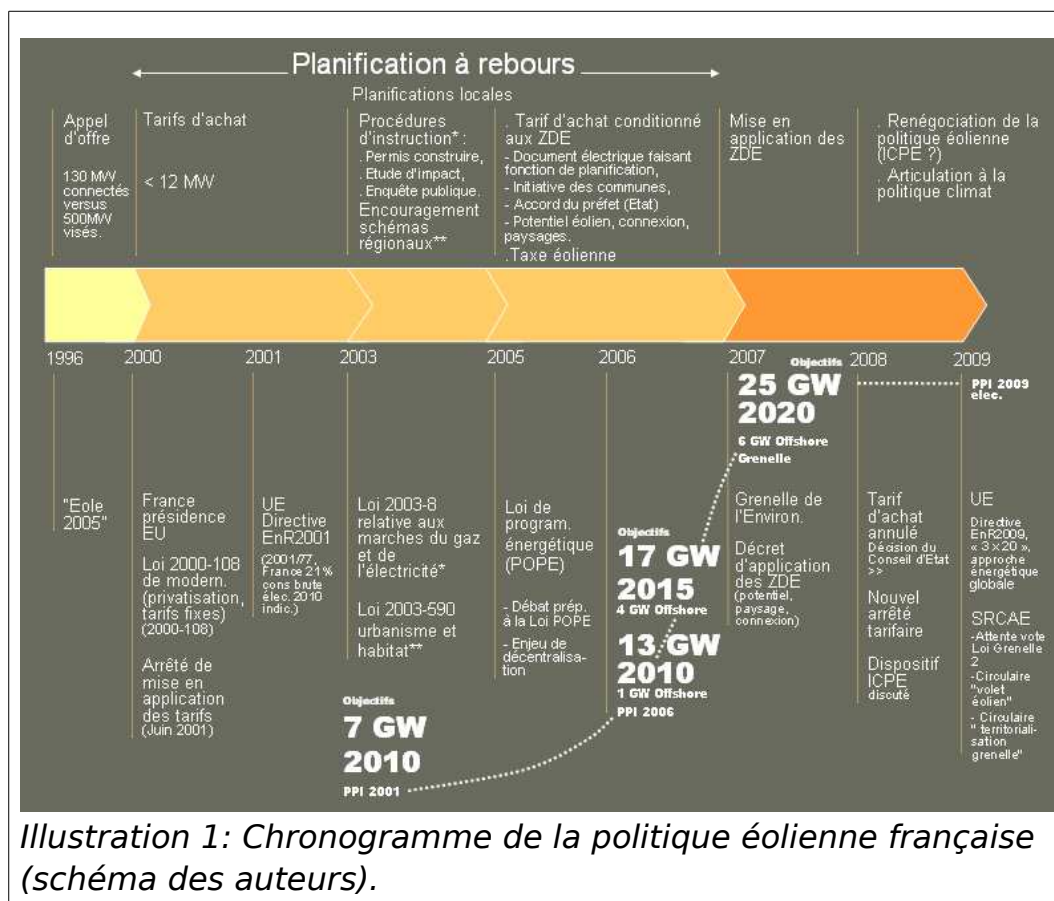 Planification à rebours
Planifications locales
Appel
d'offre
130 MW
connectés
versus
500MW
visés.
Tarifs d'achat
< 12 MW
Procédures
d'instruction* :
. Permis construire,
. Etude d'impact,
. Enquête publique.
Encouragement
schémas
régionaux**
. Tarif d'achat conditionné
aux ZDE
- Document électrique faisant
fonction de planification,
- Initiative des communes,
- Accord du préfet (Etat)
- Potentiel éolien, connexion,
paysages.
.Taxe éolienne
Mise en
application des
ZDE
. Renégociation de la
politique éolienne
(ICPE ?)
. Articulation à la
politique climat
1996
2000
2001
2003
2005
2006
2007
2008
2009
Objectifs
25 GW
2020
6 GW Offshore
Grenelle
PPI 2009
elec.
"Eole
2005"
France
présidence
EU
Loi 2000-108
de modern.
(privatisation,
tarifs fixes)
(2000-108)
Arrêté de
mise en
application
des tarifs
(Juin 2001)
UE
Directive
EnR2001
(2001/77,
France 21%
cons brute
élec. 2010
indic.)
Loi 2003-8
relative aux
marches du gaz
et de
l'électricité*
Loi 2003-590
urbanisme et
habitat**
Objectifs
7 GW
2010
PPI 2001
Loi de
program.
énergétique
(POPE)
- Débat prép.
à la Loi POPE
- Enjeu de
décentralisa-
tion
Objectifs
17 GW
2015
4 GW Offshore
13 GW
2010
1 GW Offshore
PPI 2006
Grenelle de
l'Environ.
Décret
d'application
des ZDE
(potentiel,
paysage,
connexion)
Tarif
d'achat
annulé
Décision du
Conseil d'Etat
>>
Nouvel
arrêté
tarifaire
Dispositif
ICPE
discuté
UE
Directive
EnR2009,
« 3 x 20 »,
approche
énergétique
globale
SRCAE
-Attente vote
Loi Grenelle
2
-Circulaire
"volet
éolien"
- Circulaire
" territoriali-
sation
grenelle"
Illustration 1: Chronogramme de la politique éolienne française
(schéma des auteurs).